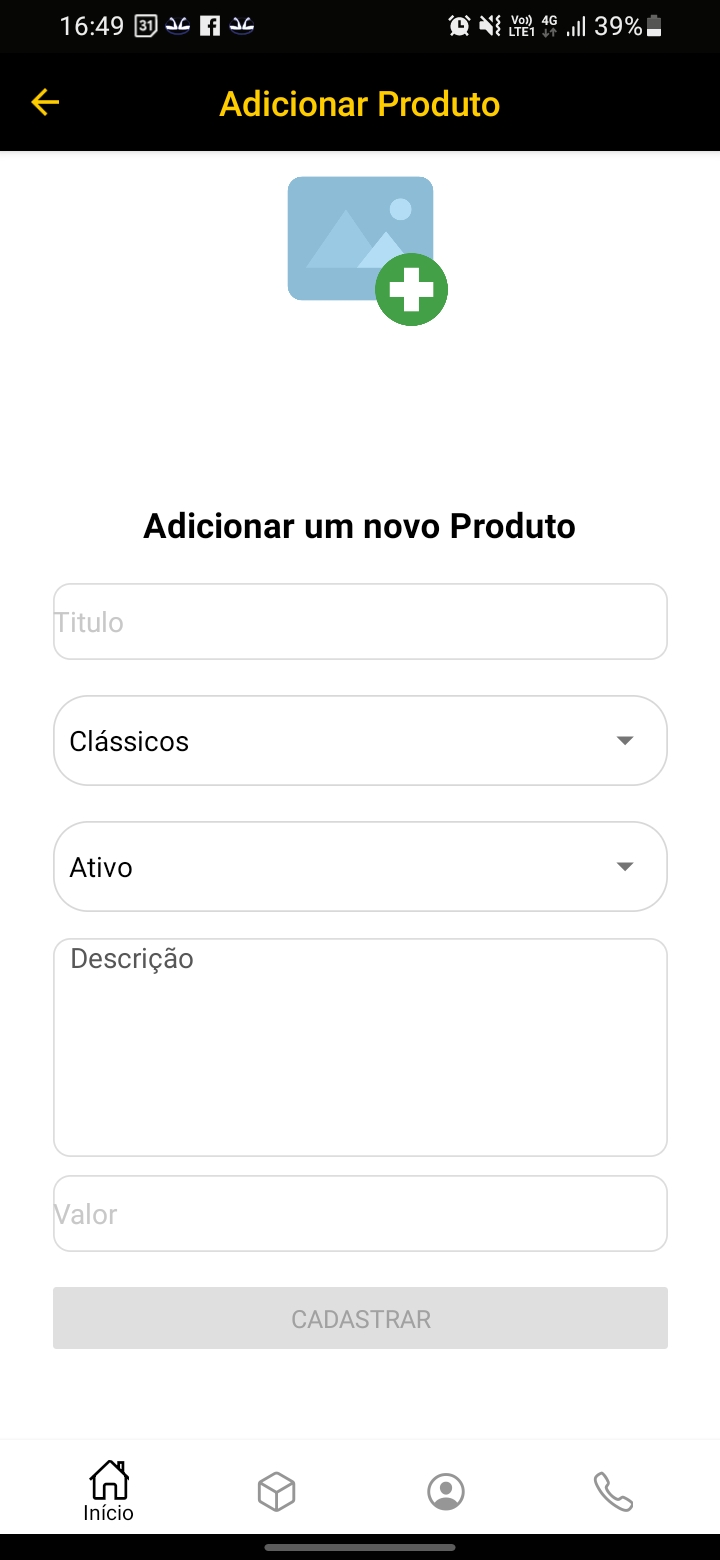 16:49 31 Vo)) LTE1 4G 39%
Adicionar Produto
Adicionar um novo Produto
Titulo
Clássicos
Ativo
Descrição
Valor
CADASTRAR
Início